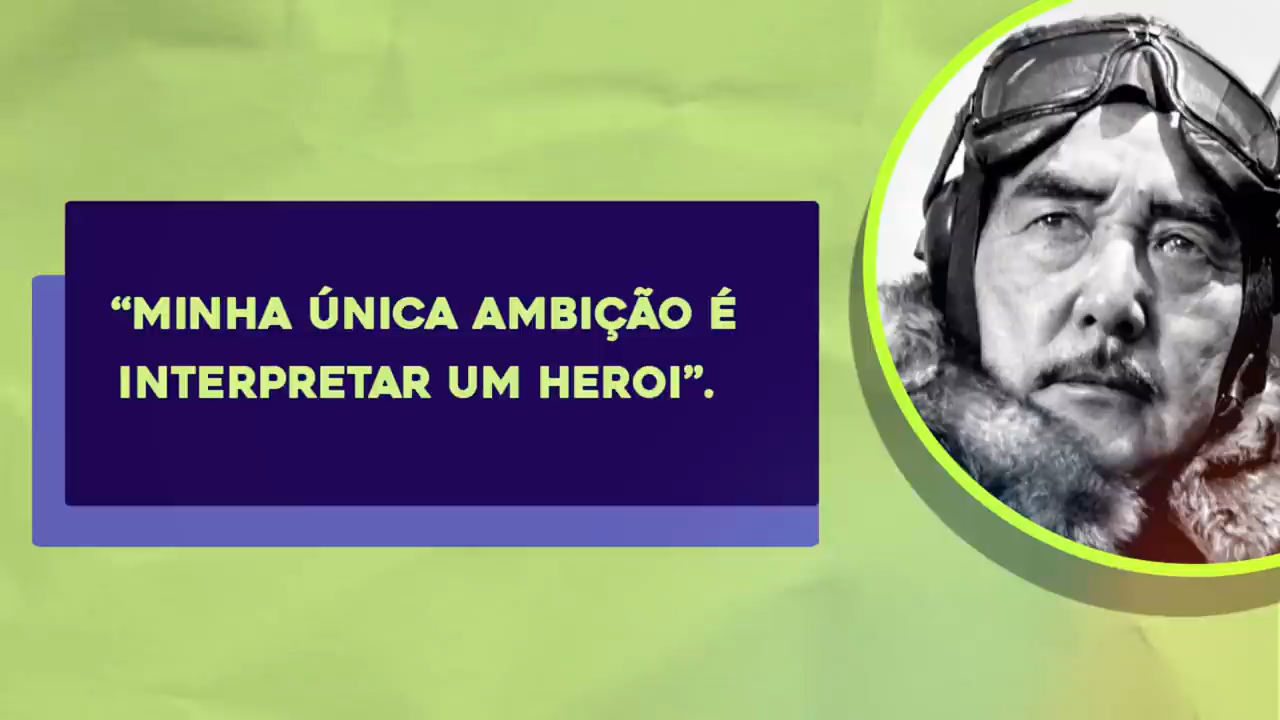 “MINHA ÚNICA AMBIÇÃO É
INTERPRETAR UM HEROI”.